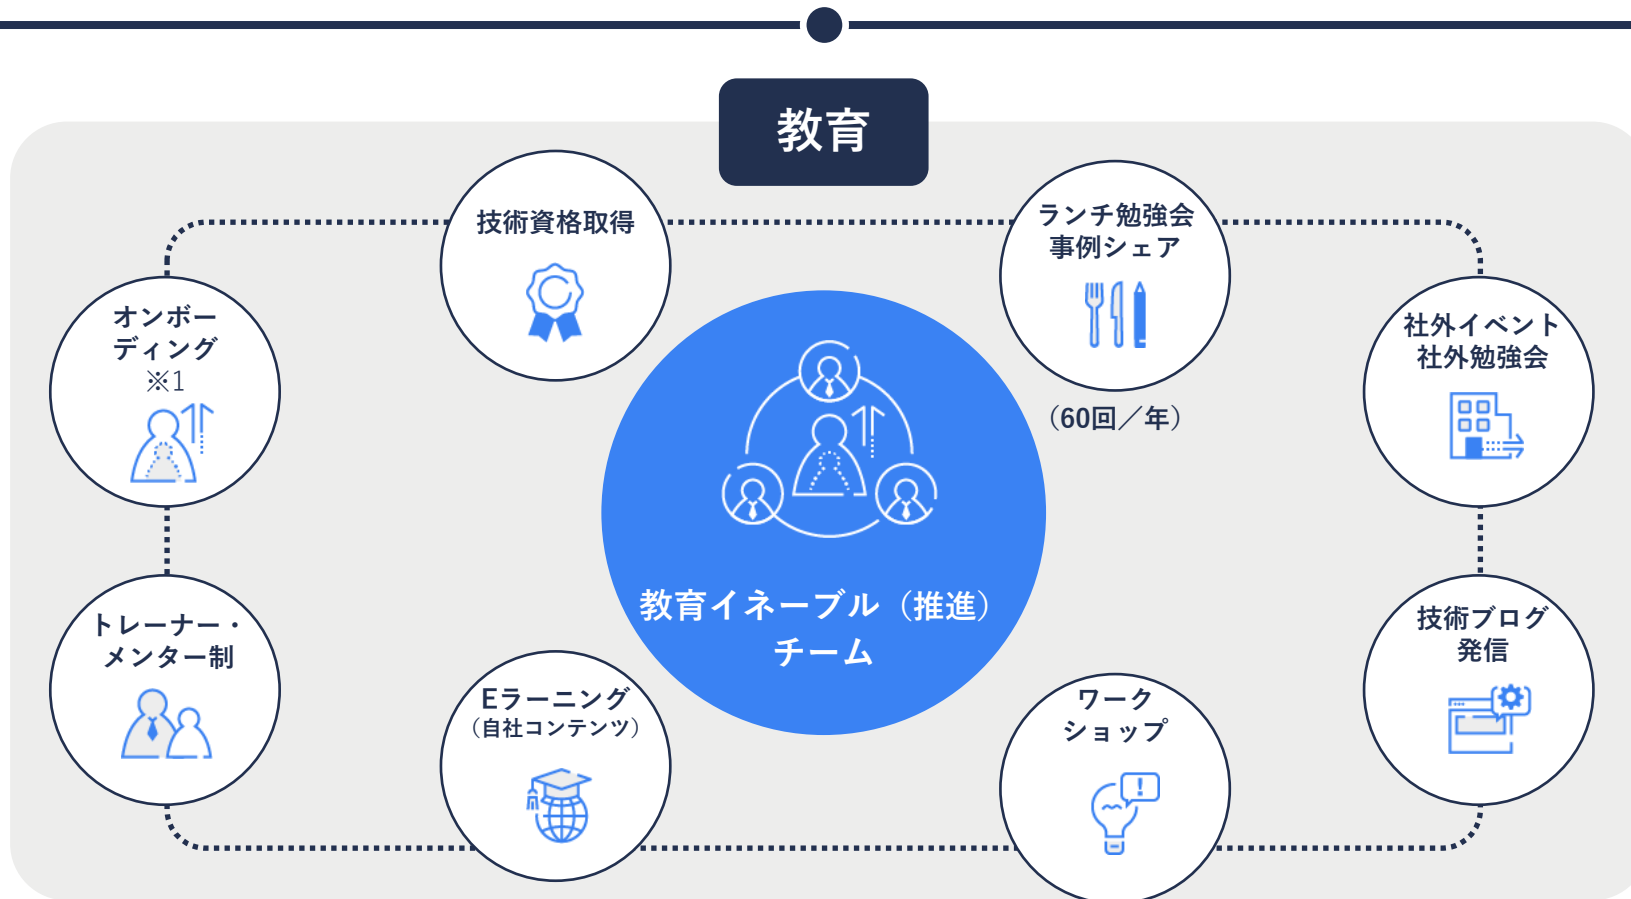 教育
技術資格取得
ランチ勉強会
事例シェア
（60回／年）
オンボー
ディング
※1
社外イベント
社外勉強会
教育イネーブル（推進）
チーム
トレーナー・
メンター制
技術ブログ
発信
Eラーニング
（自社コンテンツ）
ワーク
ショップ